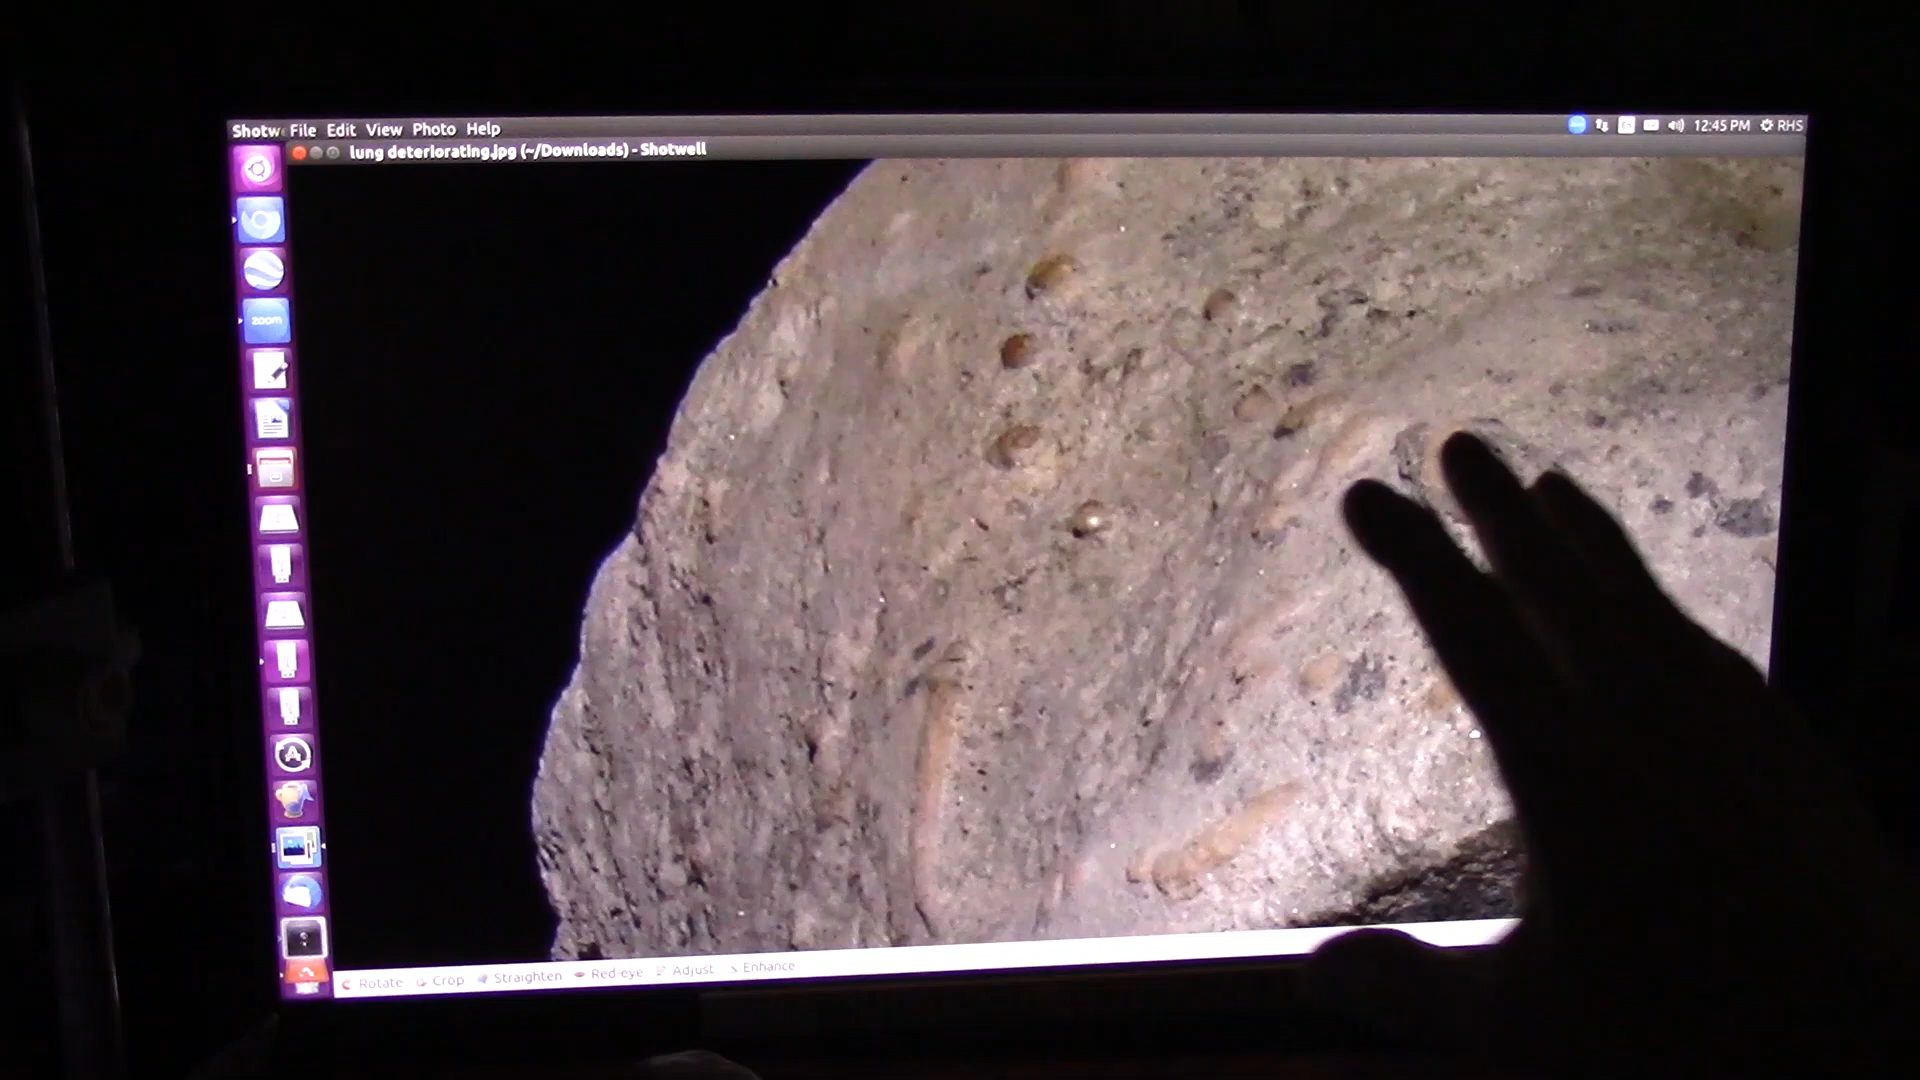 Shotw File Edit View Photo Help
12:45 PM RHS
lung deteriorating.jpg (~/Downloads) - Shotwell
zoom
A
Rotate Crop Straighten Red-eye Adjust Enhance